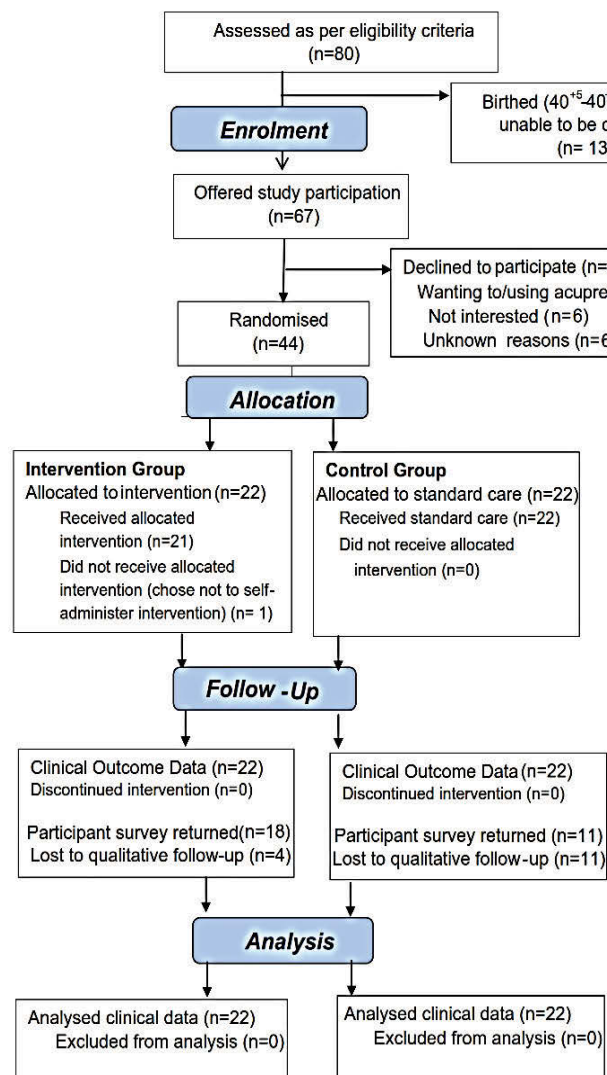 Assessed as per eligibility criteria
(n=80)
Birthed (40+5-40
unable to be
(n= 13
Enrolment
Offered study participation
(n=67)
Declined to participate (n=
Wanting to/using
Not interested (n=6)
Unknown reasons (n=6
Randomised
(n=44)
Allocation
Intervention Group
Allocated to intervention (n=22)
Received allocated
intervention (n=21)
Did not receive allocated
intervention (chose not to self-
administer intervention) (n= 1)
Control Group
Allocated to standard care (n=22)
Received standard care (n=22)
Did not receive allocated
intervention (n=0)
Follow -Up
Clinical Outcome Data (n=22)
Discontinued intervention (n=0)
Participant survey returned(n=18)
Lost to qualitative follow-up (n=4)
Clinical Outcome Data (n=22)
Discontinued intervention (n=0)
Participant survey returned (n=11)
Lost to qualitative follow-up (n=11)
Analysis
Analysed clinical data (n=22)
Excluded from analysis (n=0)
Analysed clinical data (n=22)
Excluded from analysis (n=0)